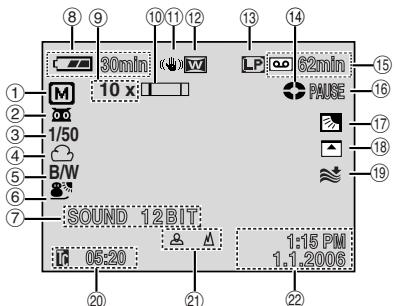 ⑧ ⑨ ⑩ ⑪ ⑫ ⑬ ⑭
30min W LP 62min ⑮
① M 10 x PAUSE ⑯
② ⑰
③ 1/50 ⑱
④ ⑲
⑤ B/W
⑥
⑦ SOUND 12BIT
1:15 PM
05:20 1.1.2006
⑳ ㉑ ㉒